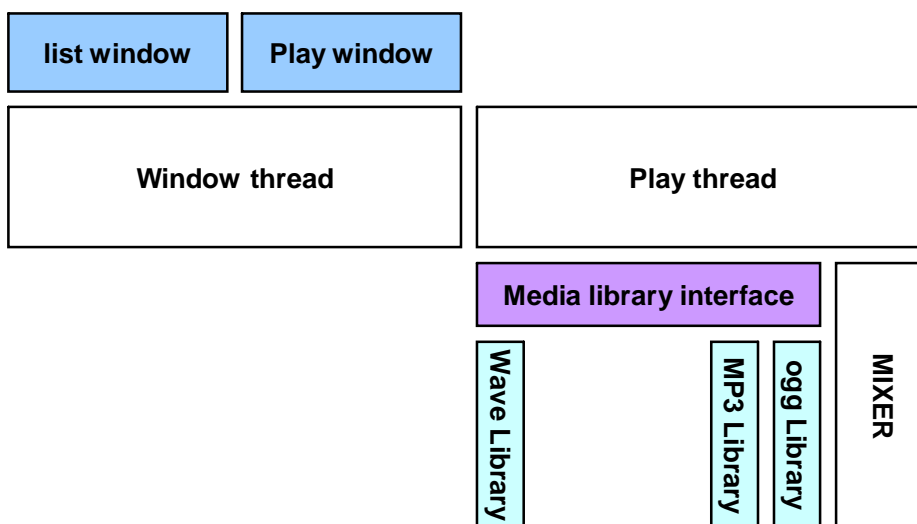 list window
Play window
Window thread
Play thread
Media library interface
Wave Library
MP3 Library
ogg Library
MIXER